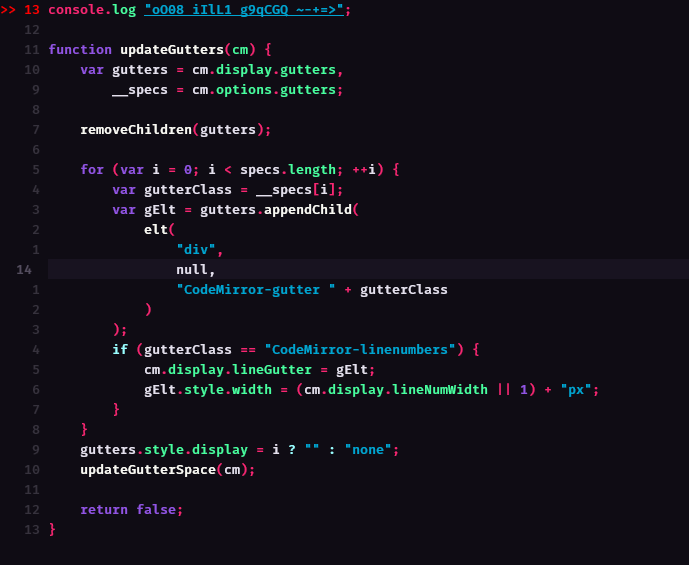 >> 13 console.log "oO08 iIlL1 g9qCGQ ~-+=>";
12
11 function updateGutters(cm) {
10     var gutters = cm.display.gutters,
9         __specs = cm.options.gutters;
8
7     removeChildren(gutters);
6
5     for (var i = 0; i < specs.length; ++i) {
4         var gutterClass = __specs[i];
3         var gElt = gutters.appendChild(
2             elt(
1                 "div",
14                 null,
1                 "CodeMirror-gutter " + gutterClass
2             )
3         );
4         if (gutterClass == "CodeMirror-linenumbers") {
5             cm.display.lineGutter = gElt;
6             gElt.style.width = (cm.display.lineNumWidth || 1) + "px";
7         }
8     }
9     gutters.style.display = i ? "" : "none";
10     updateGutterSpace(cm);
11
12     return false;
13 }